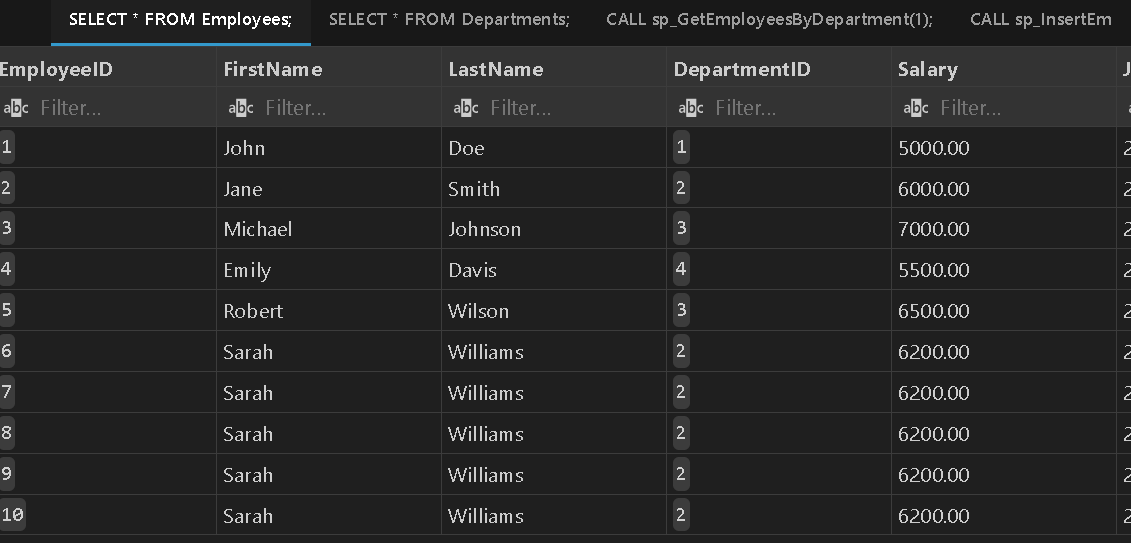 SELECT * FROM Employees; SELECT * FROM Departments; CALL sp_GetEmployeesByDepartment(1); CALL sp_InsertEm
EmployeeID FirstName LastName DepartmentID Salary J
abc Filter... abc Filter... abc Filter... abc Filter... abc Filter...
1 John Doe 1 5000.00 2
2 Jane Smith 2 6000.00 2
3 Michael Johnson 3 7000.00 2
4 Emily Davis 4 5500.00 2
5 Robert Wilson 3 6500.00 2
6 Sarah Williams 2 6200.00 2
7 Sarah Williams 2 6200.00 2
8 Sarah Williams 2 6200.00 2
9 Sarah Williams 2 6200.00 2
10 Sarah Williams 2 6200.00 2